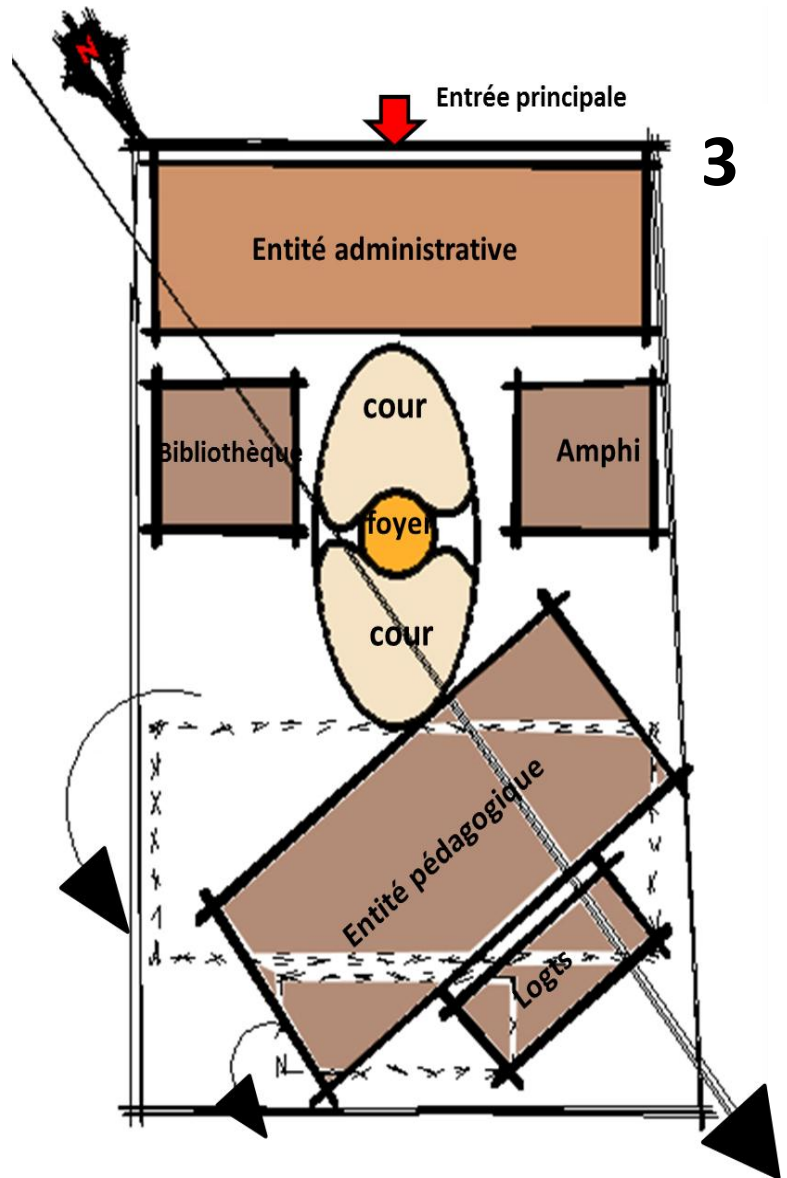 N
Entrée principale
3
Entité administrative
cour
Bibliothèque
Amphi
foyer
cour
Entité pédagogique
Logts